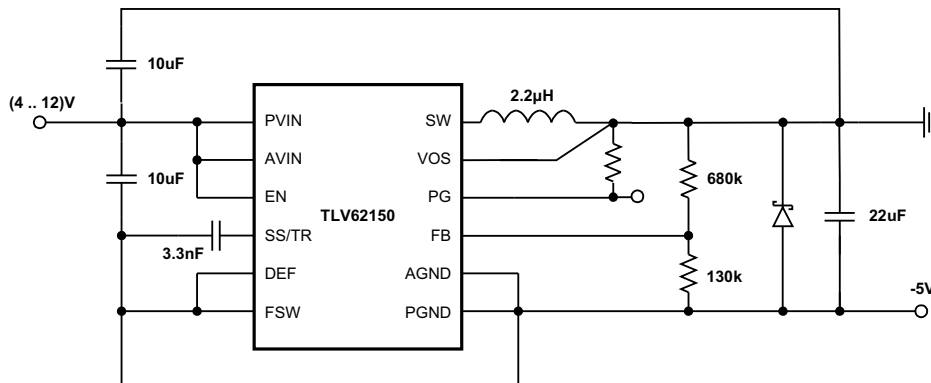 10uF
(4 .. 12)V
2.2µH
PVIN
SW
AVIN
VOS
10uF
680k
EN
PG
TLV62150
22uF
SS/TR
FB
3.3nF
DEF
AGND
130k
-5V
FSW
PGND